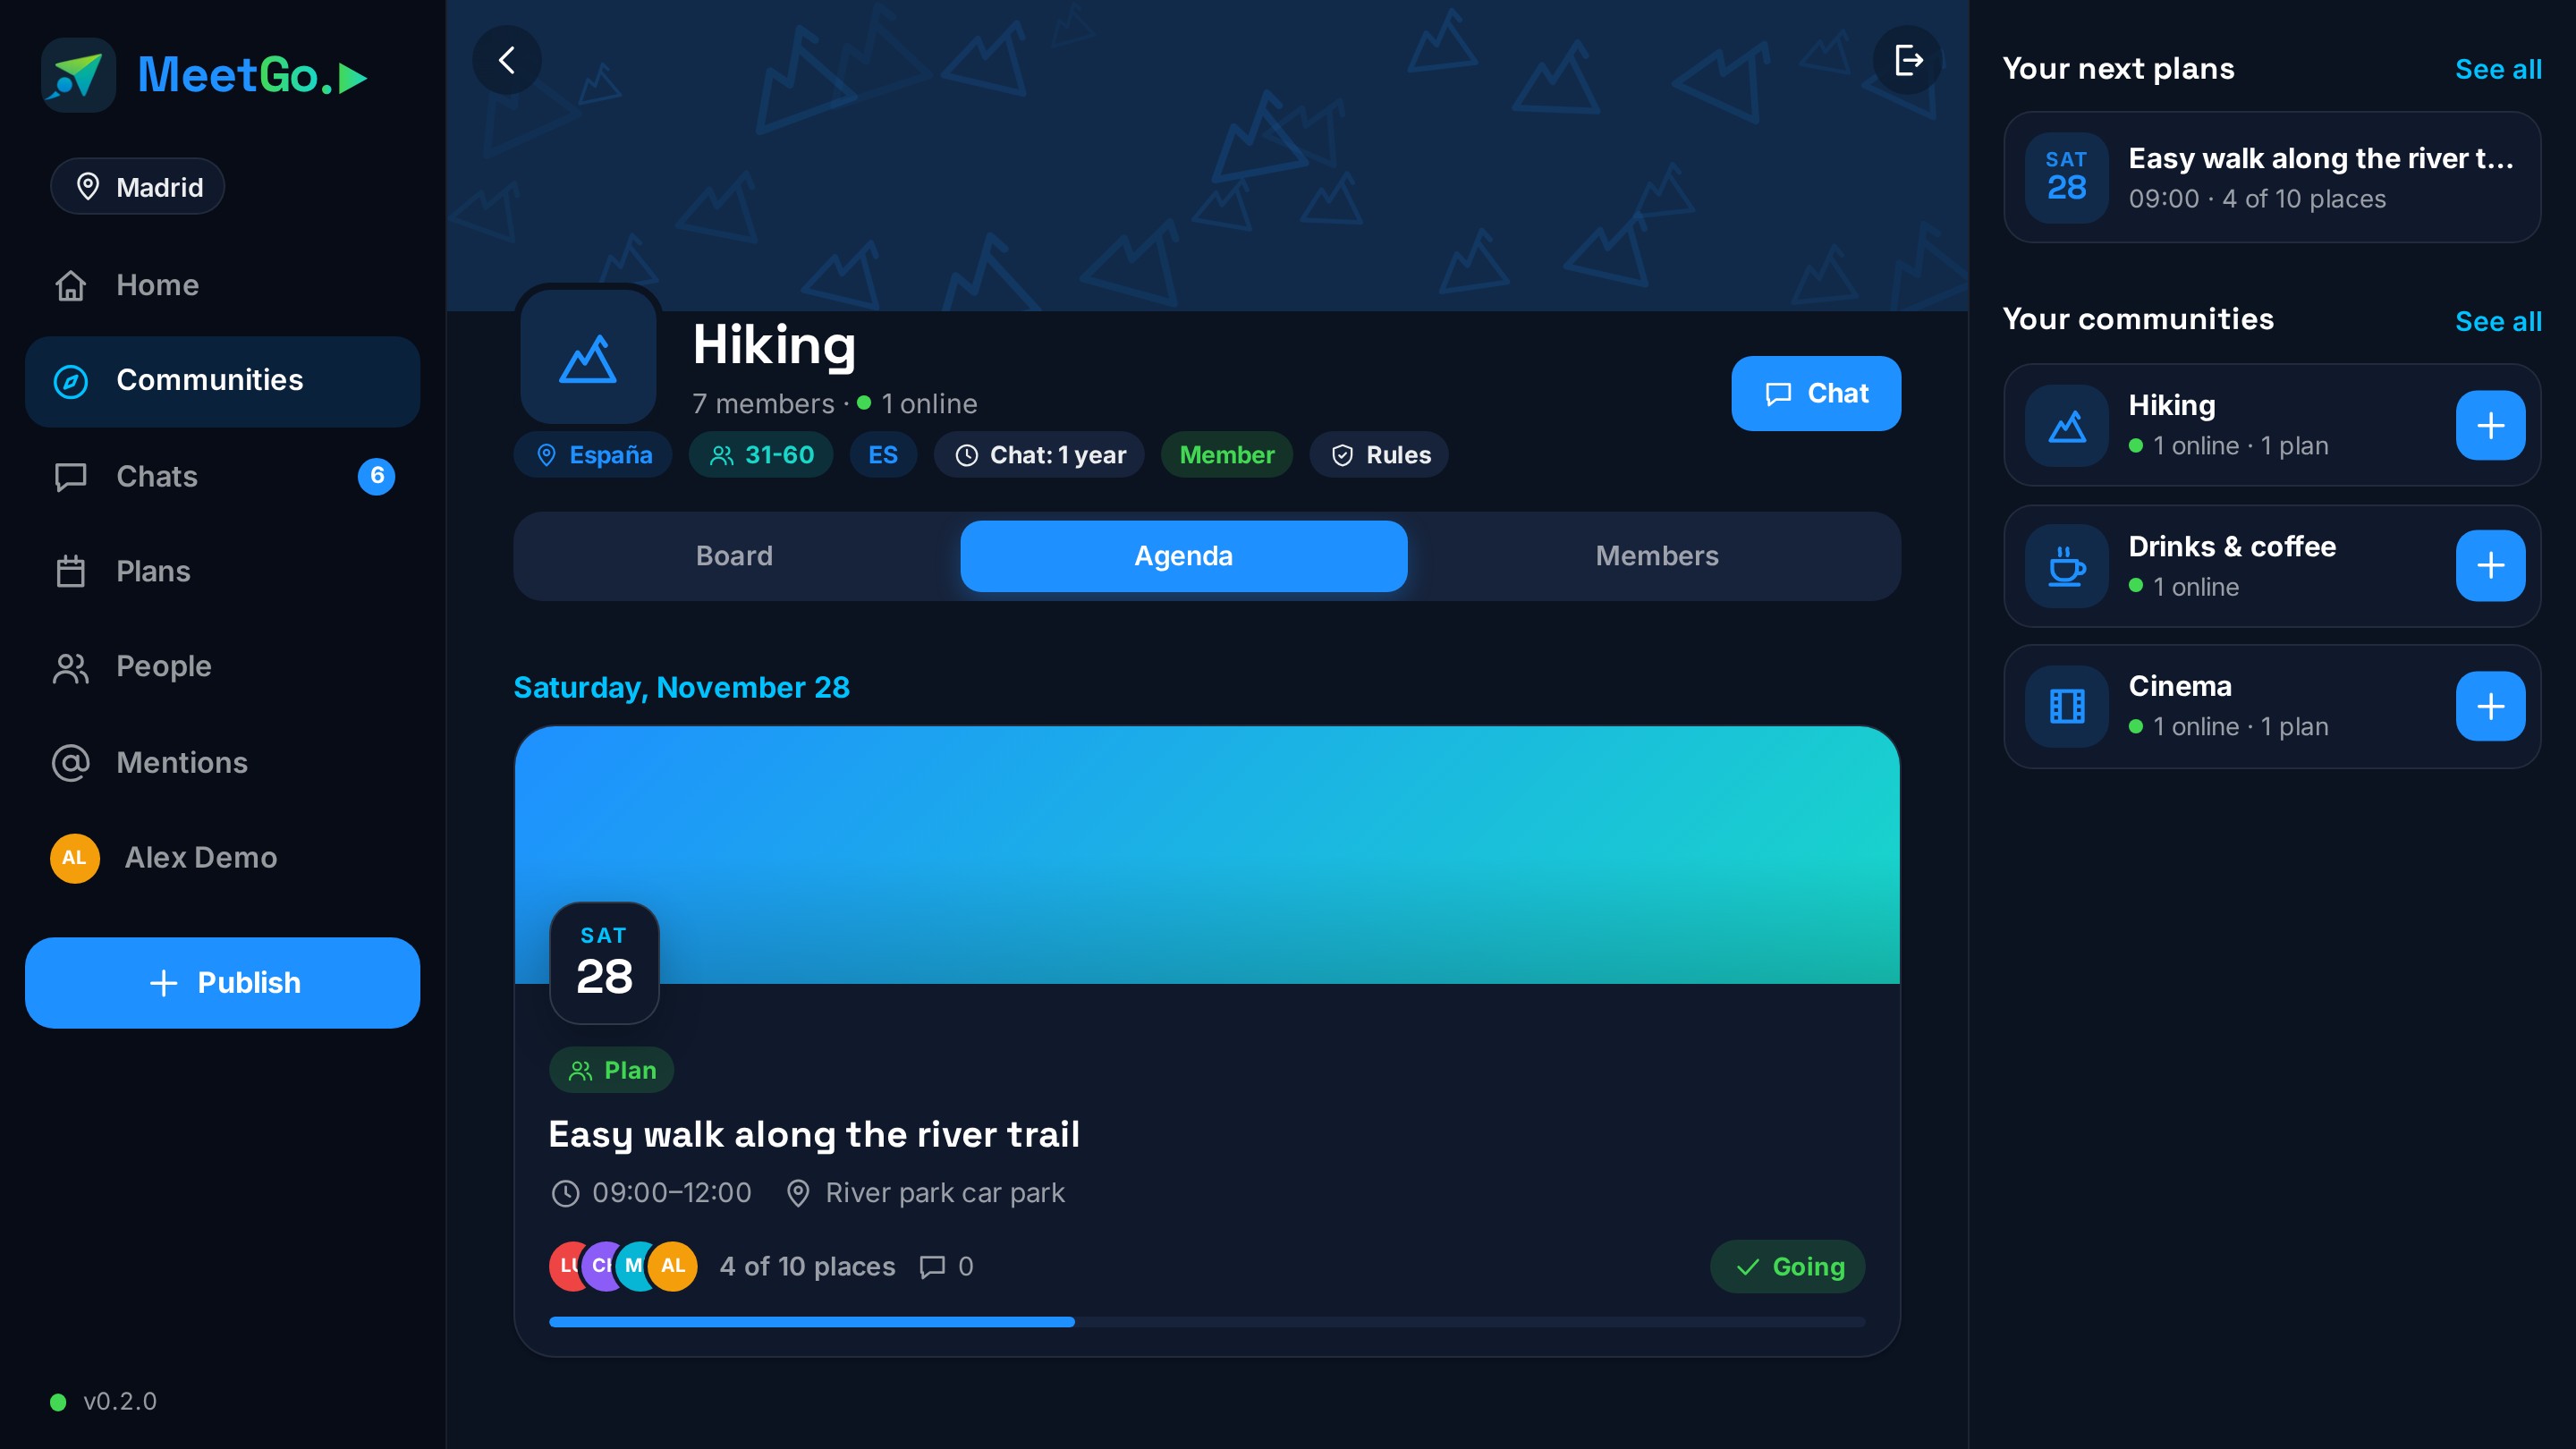 MeetGo.
Madrid
Home
Communities
Chats 6
Plans
People
Mentions
AL Alex Demo
Publish
v0.2.0
Hiking
7 members · 1 online
Chat
España 31-60 ES Chat: 1 year Member Rules
Board Agenda Members
Saturday, November 28
SAT
28
Plan
Easy walk along the river trail
09:00–12:00 River park car park
AL 4 of 10 places 0 Going
Your next plans See all
SAT
28
Easy walk along the river t...
09:00 · 4 of 10 places
Your communities See all
Hiking
1 online · 1 plan
Drinks & coffee
1 online
Cinema
1 online · 1 plan